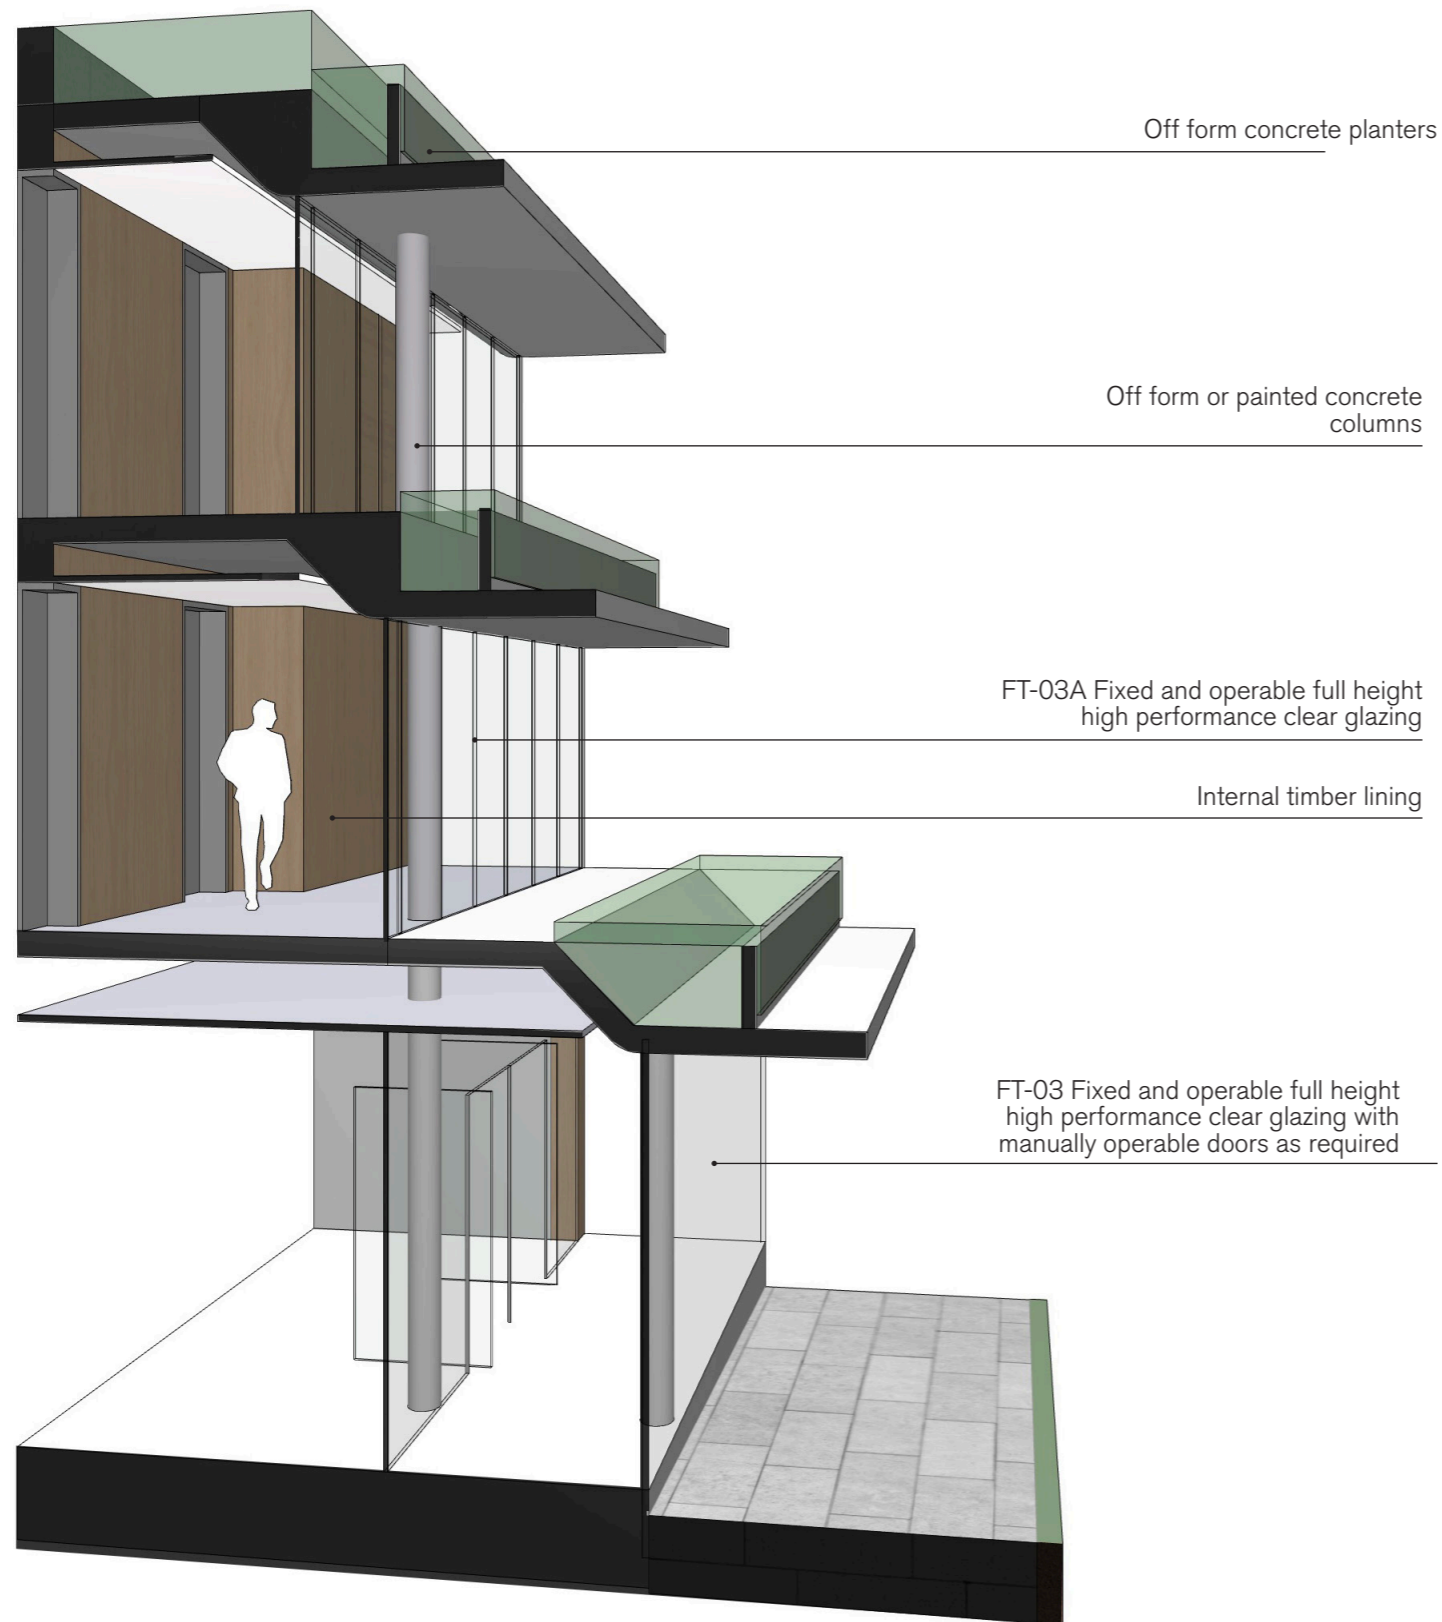 Off form concrete planters
Off form or painted concrete
columns
FT-03A Fixed and operable full height
high performance clear glazing
Internal timber lining
FT-03 Fixed and operable full height
high performance clear glazing with
manually operable doors as required